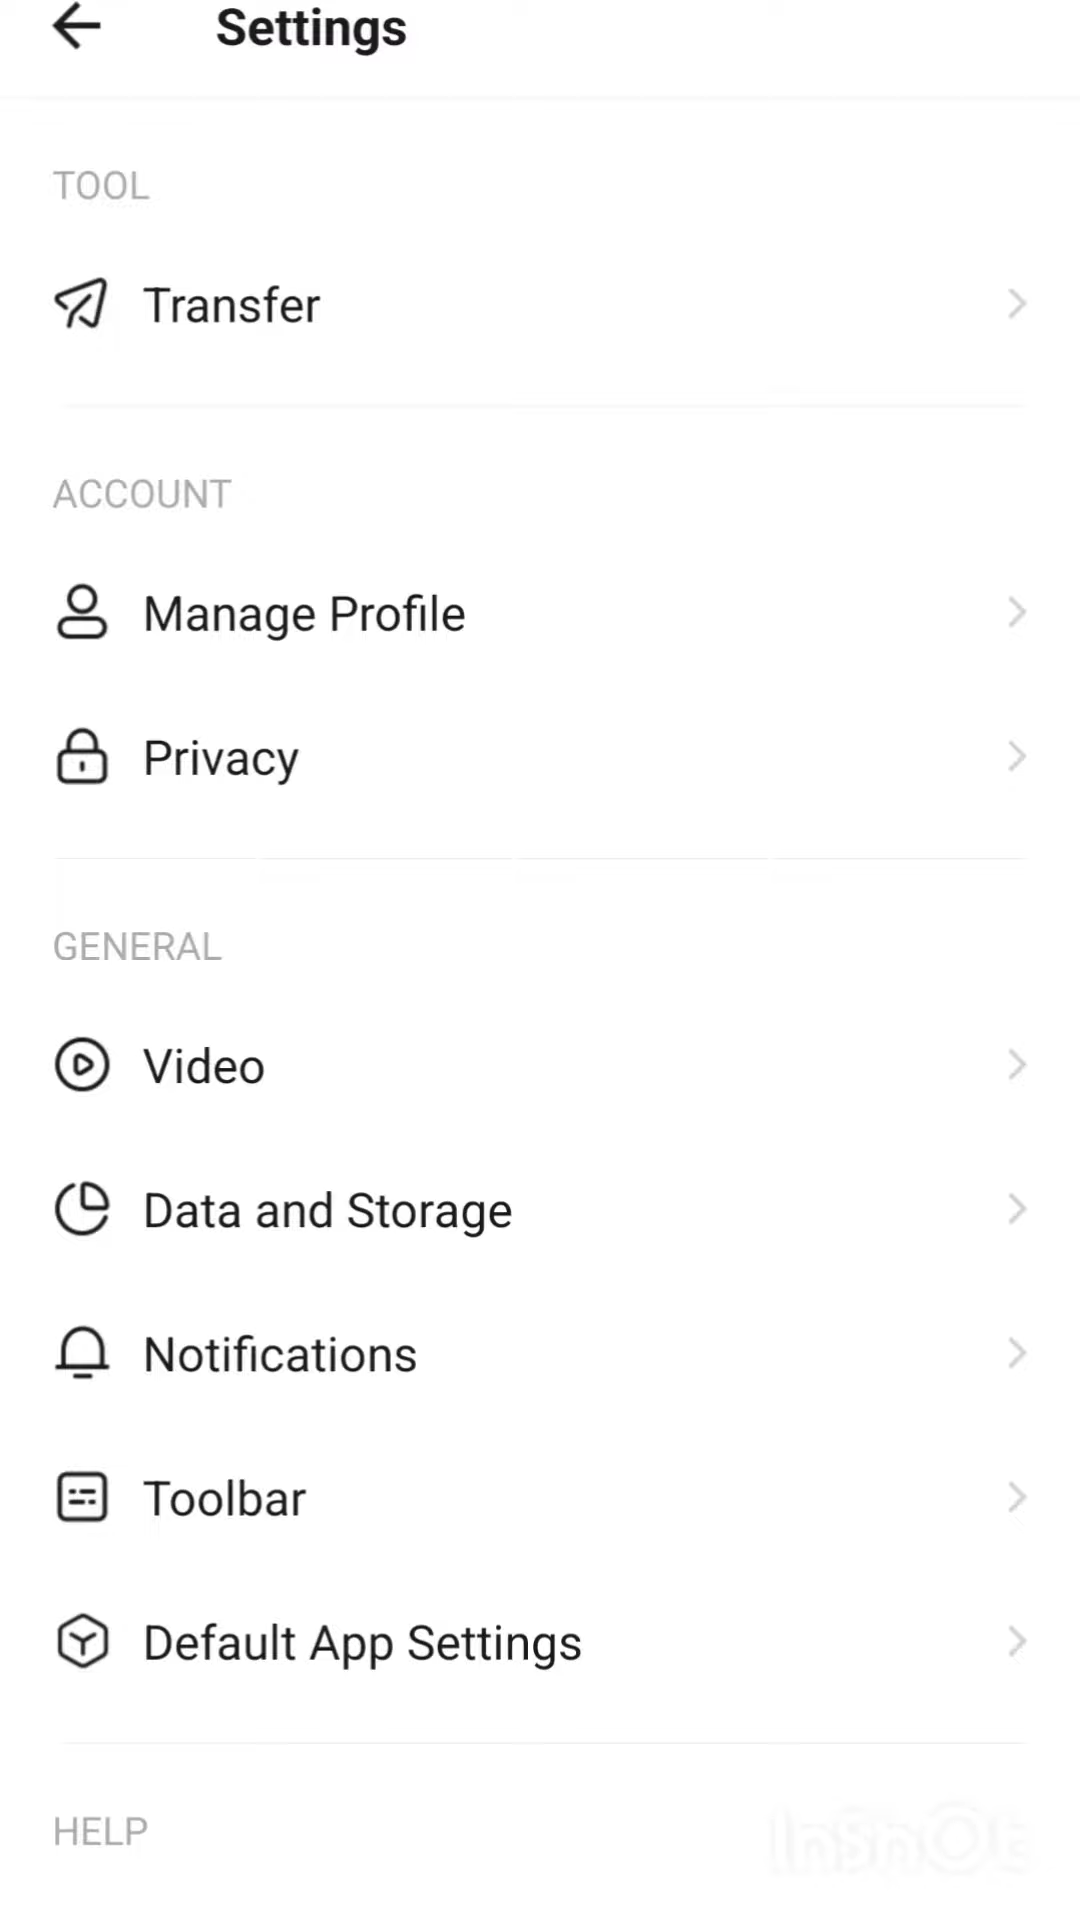 Settings
TOOL
Transfer
ACCOUNT
Manage Profile
Privacy
GENERAL
Video
Data and Storage
Notifications
Toolbar
Default App Settings
HELP